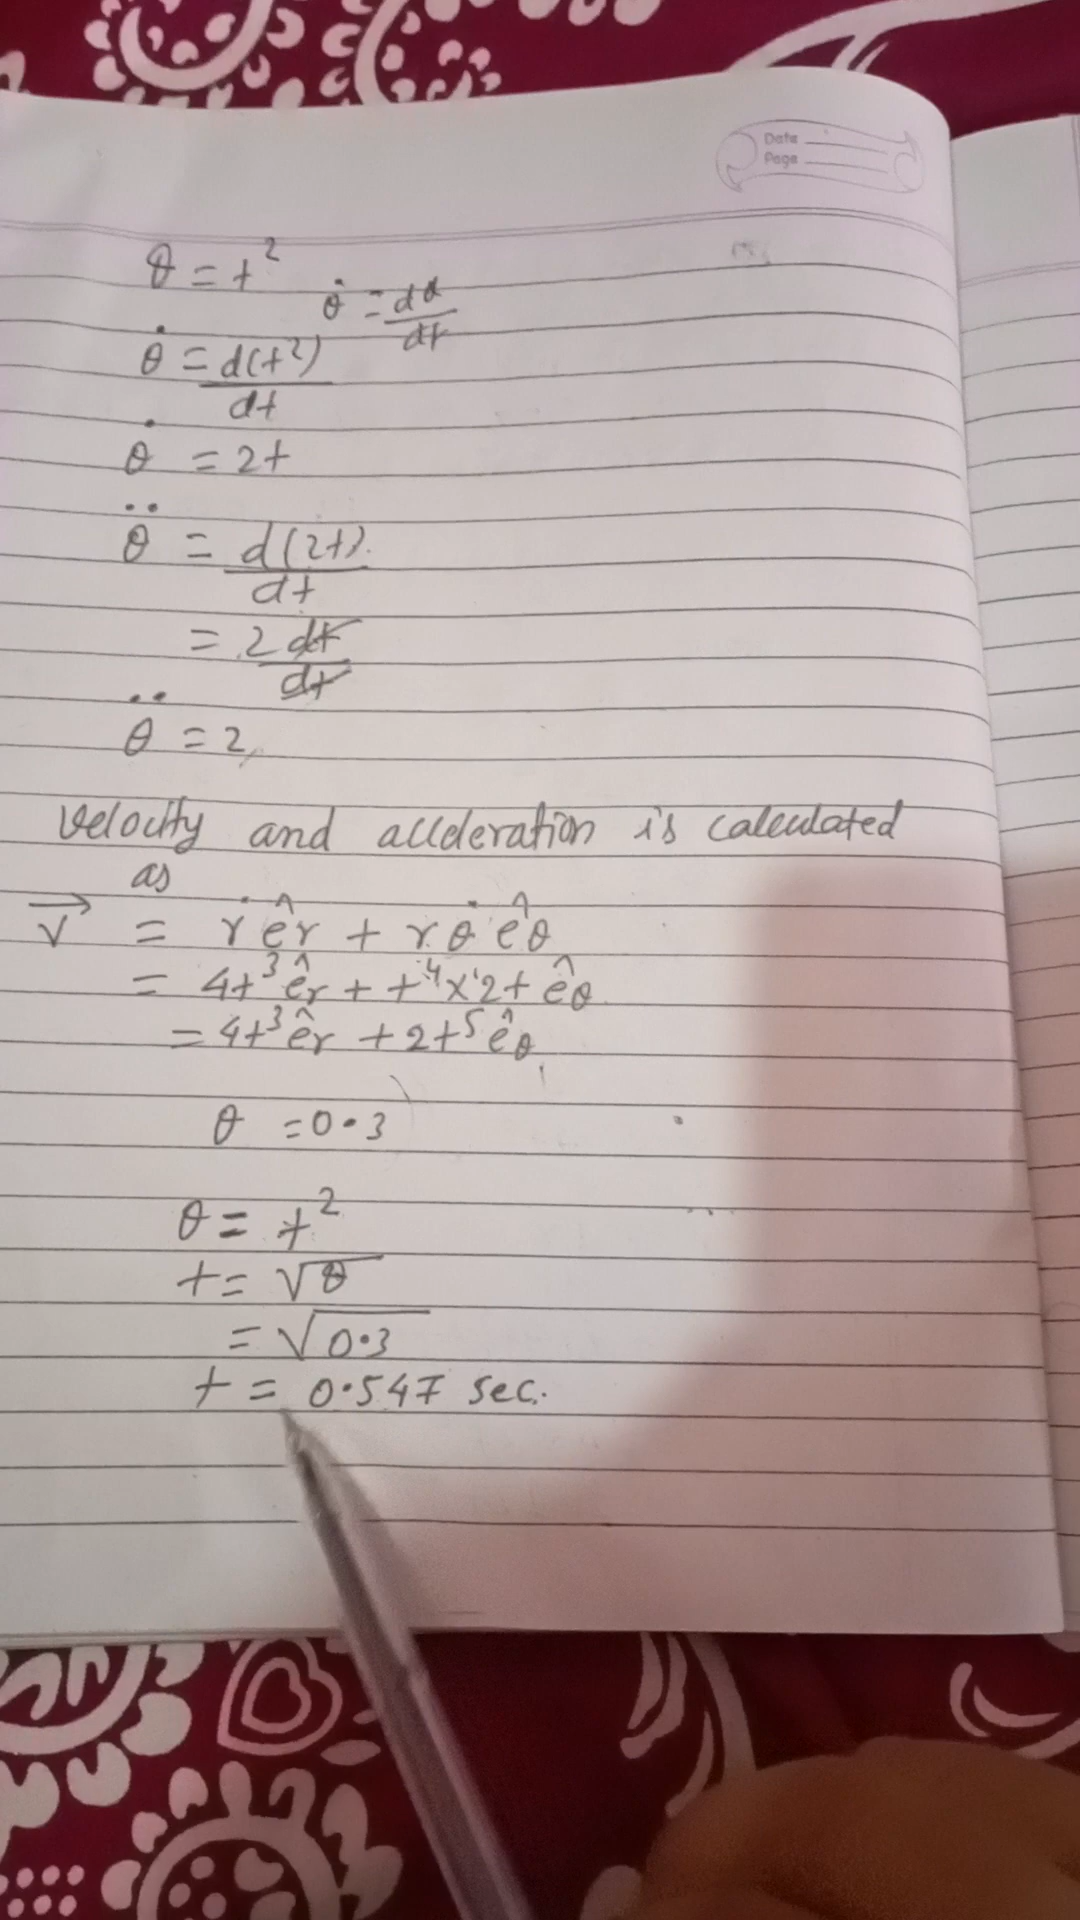 Date
Page
θ = t²
θ̇ = dθ/dt
θ̇ = d(t²)/dt
θ̇ = 2t
θ̈ = d(2t)/dt
= 2 dt/dt
θ̈ = 2
velocity and accleration is calculated
as
v⃗ = ṙ êr + r θ̇ êθ
= 4t³ êr + t⁴ x 2t êθ
= 4t³ êr + 2t⁵ êθ
θ = 0.3
θ = t²
t = √θ
= √0.3
t = 0.547 sec.